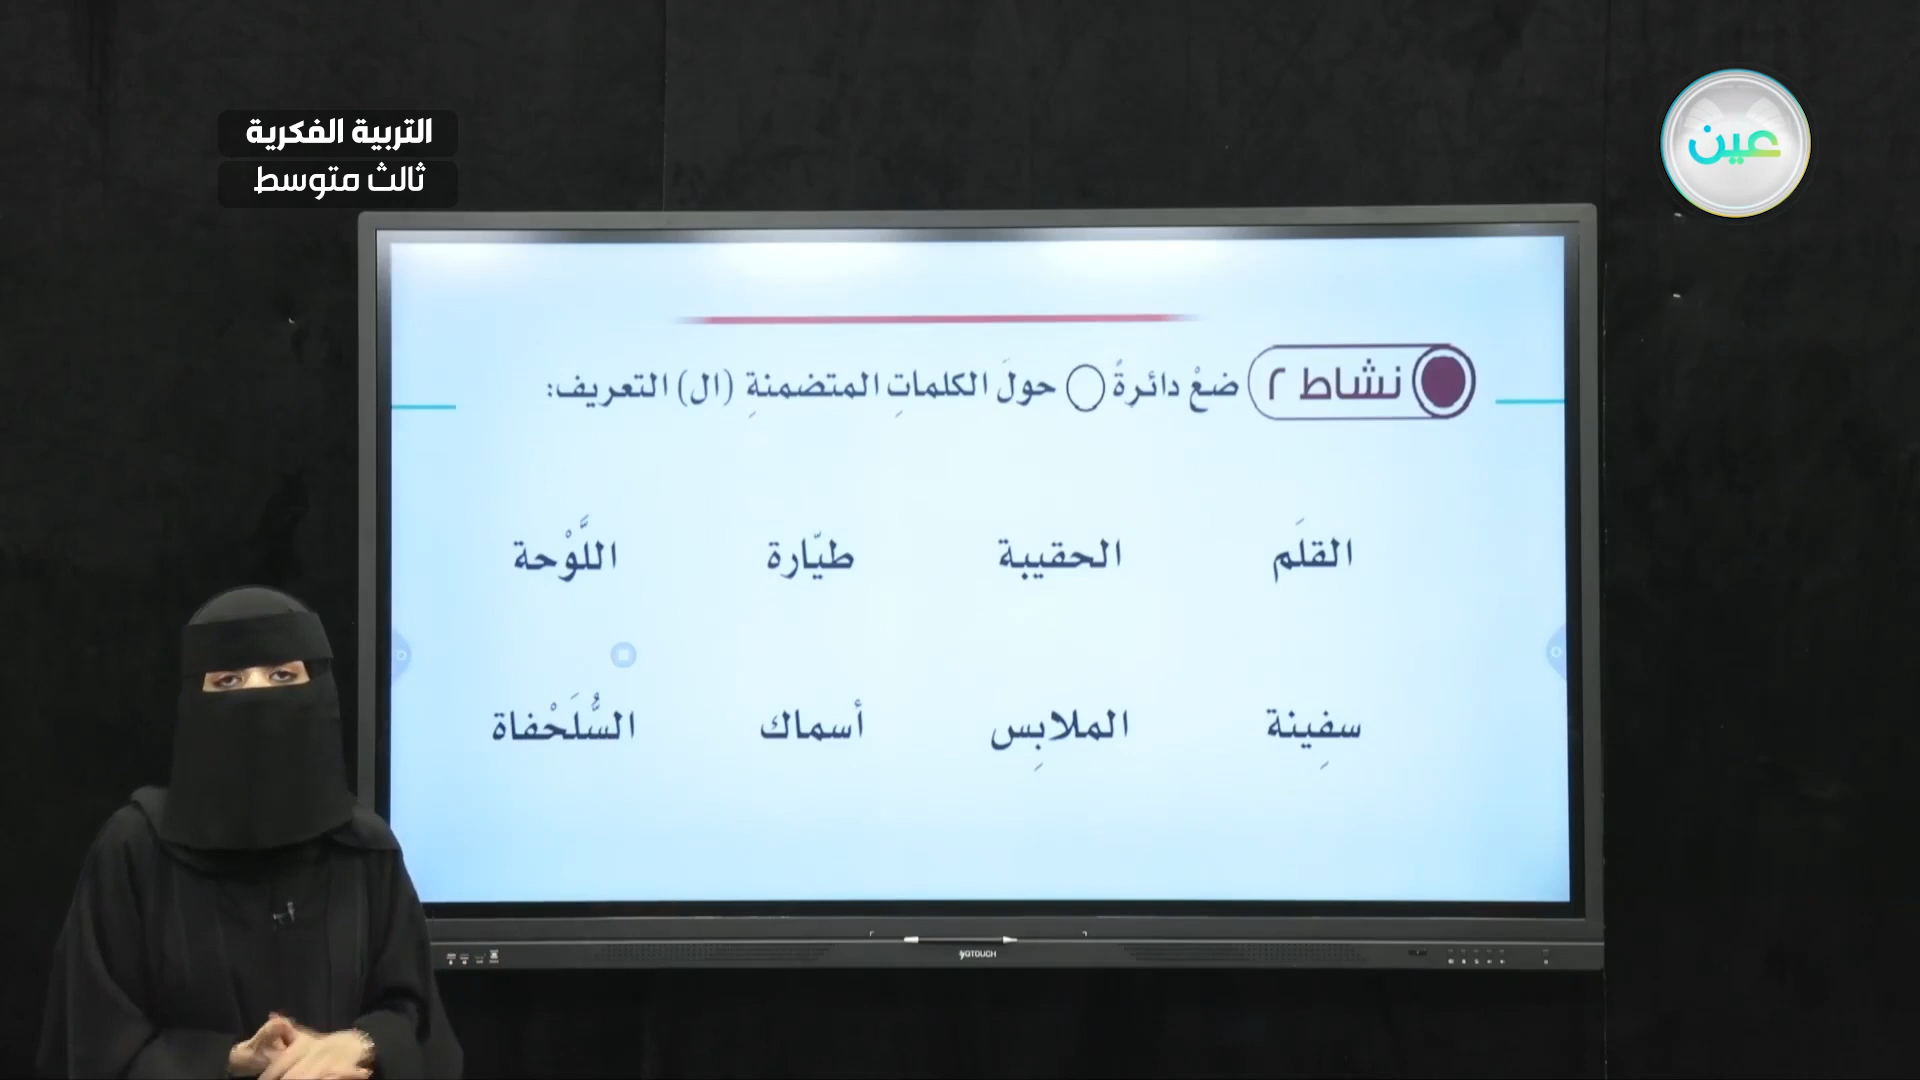 التربية الفكرية
ثالث متوسط
عين
نشاط ٢ ضعْ دائرةً حولَ الكلماتِ المتضمنةِ (ال) التعريف:
القلَم الحقيبة طيّارة اللَّوْحة
سفِينة الملابِس أسماك السُّلَحْفاة
YQTOUCH